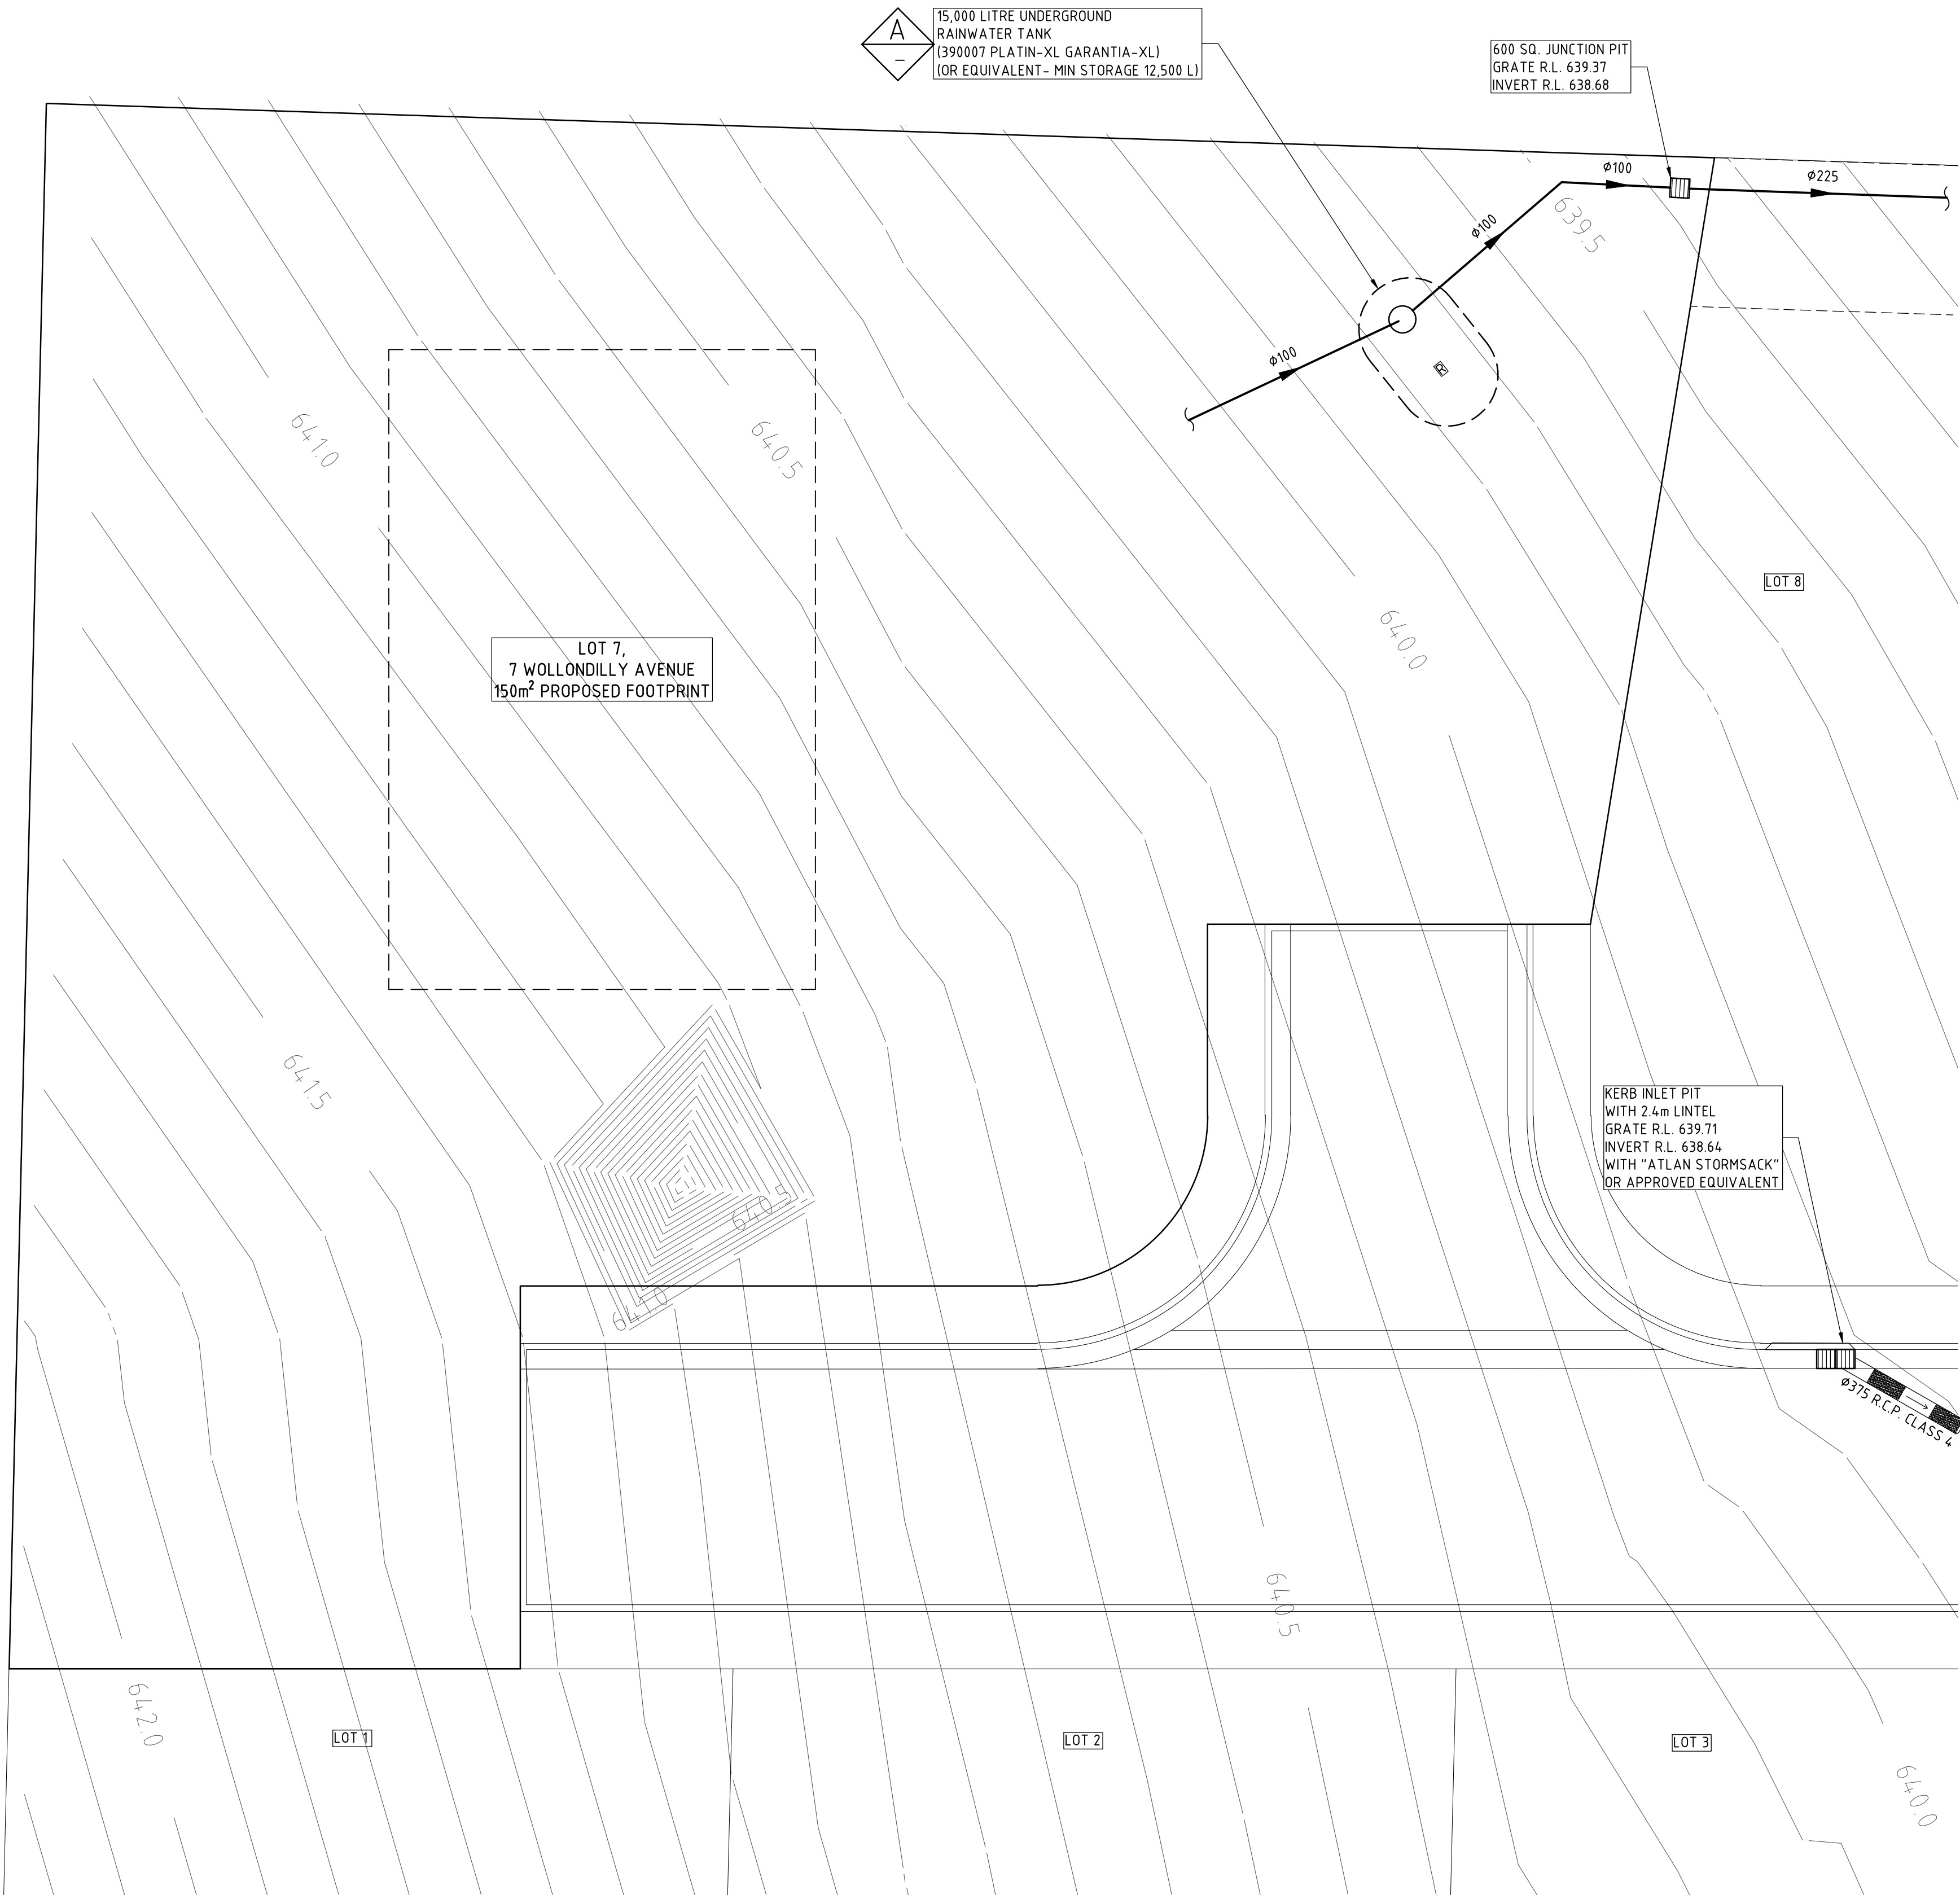 A
–
15,000 LITRE UNDERGROUND
RAINWATER TANK
(390007 PLATIN-XL GARANTIA-XL)
(OR EQUIVALENT- MIN STORAGE 12,500 L)
600 SQ. JUNCTION PIT
GRATE R.L. 639.37
INVERT R.L. 638.68
Ø100
Ø225
Ø100
639.5
Ø100
R
641.0
640.5
LOT 8
640.0
LOT 7,
7 WOLLONDILLY AVENUE
150m² PROPOSED FOOTPRINT
641.5
KERB INLET PIT
WITH 2.4m LINTEL
GRATE R.L. 639.71
INVERT R.L. 638.64
WITH "ATLAN STORMSACK"
OR APPROVED EQUIVALENT
640.5
641.0
Ø375 R.C.P. CLASS 4
640.5
642.0
LOT 1
LOT 2
LOT 3
640.0